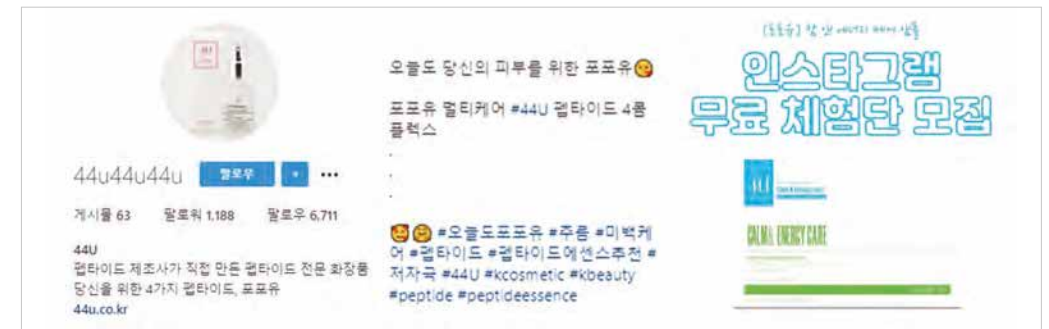 4U
44u44u44u 팔로우
게시물 63 팔로워 1,188 팔로우 6,711
44U
펩타이드 제조사가 직접 만든 펩타이드 전문 화장품
당신을 위한 4가지 펩타이드, 포포유
44u.co.kr
오늘도 당신의 피부를 위한 포포유
포포유 멀티케어 #44U 펩타이드 4콤
플렉스
.
.
.
#오늘도포포유 #주름 #미백케
어 #펩타이드 #펩타이드에센스추천 #
저자극 #44U #kcosmetic #kbeauty
#peptide #peptideessence
인스타그램
무료 체험단 모집
4U
CALM& ENERGY CARE